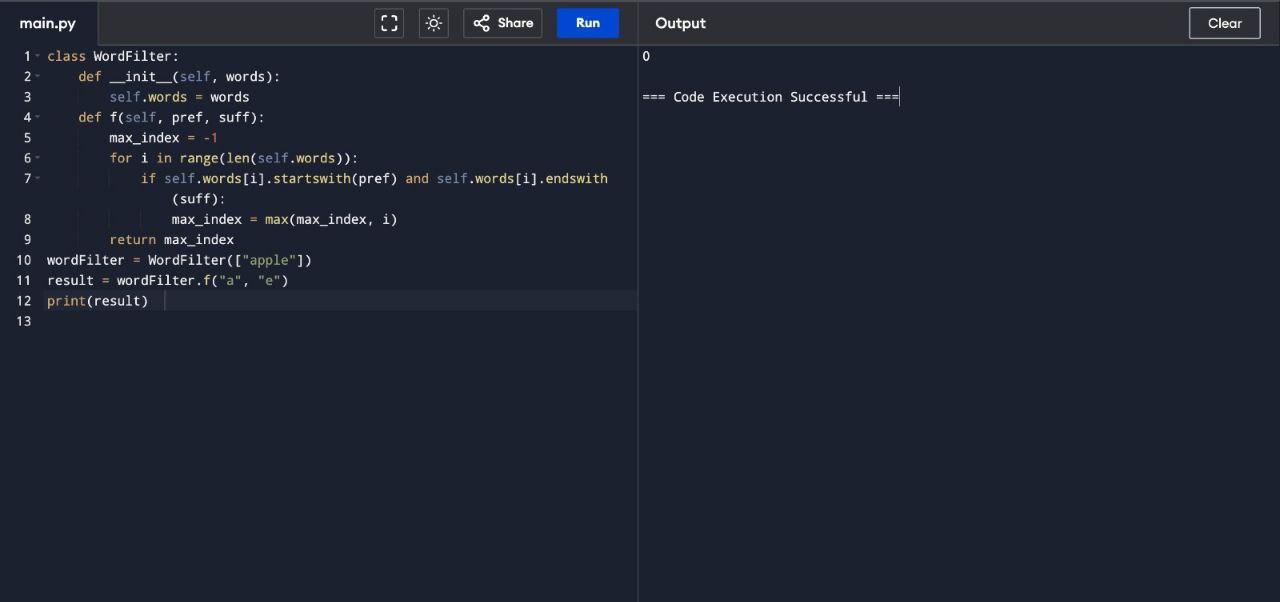 main.py
Share
Run
Output
Clear
1 class WordFilter:
2     def __init__(self, words):
3         self.words = words
4     def f(self, pref, suff):
5         max_index = -1
6         for i in range(len(self.words)):
7             if self.words[i].startswith(pref) and self.words[i].endswith
                (suff):
8                 max_index = max(max_index, i)
9         return max_index
10 wordFilter = WordFilter(["apple"])
11 result = wordFilter.f("a", "e")
12 print(result)
13
0
=== Code Execution Successful ===